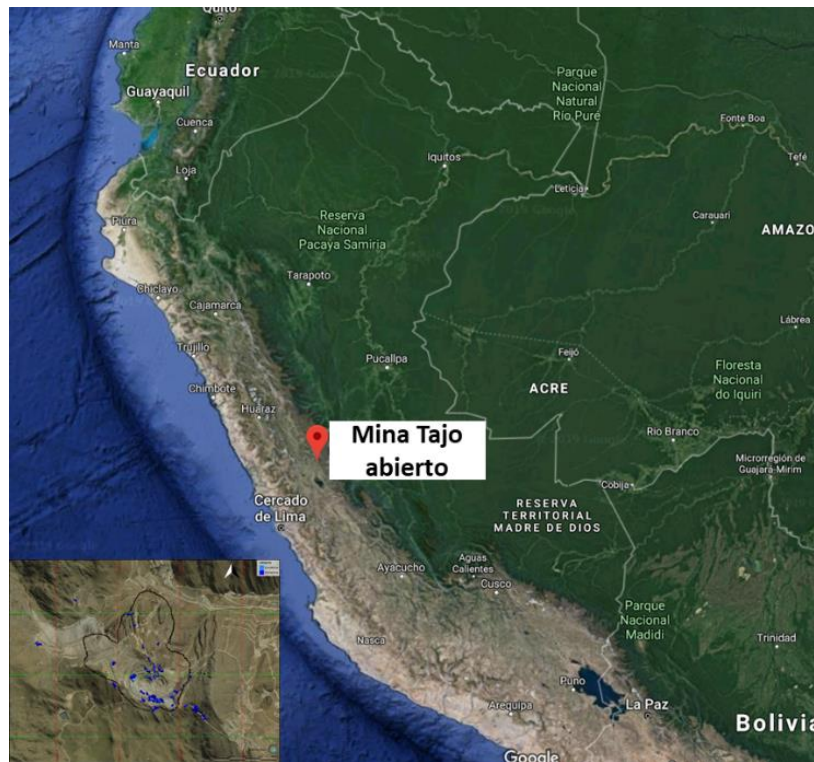 Quito
Manta
Ecuador
Guayaquil
Cuenca
Loja
Parque
Nacional
Natural
Río Puré
Fonte Boa
Iquitos
Tefé
Leticia
Piura
Reserva
Nacional
Pacaya Samiria
Carauari
AMAZO
Tarapoto
Chiclayo
Cajamarca
Lábrea
Trujillo
Pucallpa
Feijó
Floresta
Nacional
do Iquiri
Chimbote
ACRE
Huaraz
Rio Branco
Mina Tajo
abierto
Microrregión de
Guajará-Mirim
Cobija
Cercado
de Lima
RESERVA
TERRITORIAL
MADRE DE DIOS
Ayacucho
Aguas
Calientes
Cusco
Parque
Nacional
Madidi
Trinidad
Nasca
Puno
Arequipa
La Paz
Bolivia
Google